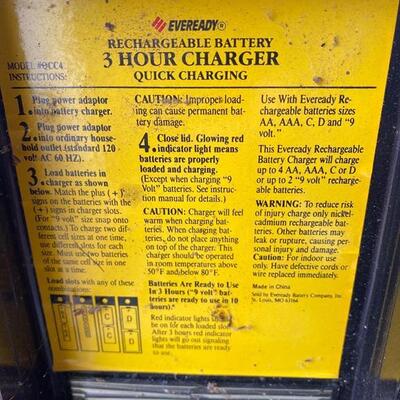 EVEREADY®
RECHARGEABLE BATTERY
3 HOUR CHARGER
QUICK CHARGING
MODEL #QCC4
INSTRUCTIONS:
1. Plug power adaptor
into battery charger.
2. Plug power adaptor
into ordinary house-
hold outlet (standard 120
volt AC 60 HZ).
3. Load batteries in
charger as shown
below. Match the plus (+)
signs on the batteries with the
(+) signs in charger slots.
(For "9 volt" size snap onto
contacts.) To charge two dif-
ferent cell sizes at one time,
use different slots for each
size. Must use two batteries
of the same cell size in one
slot at a time.
Load slots with any of these
combinations:
C
C
D
D
CAUTION: Improper load-
ing can cause permanent bat-
tery damage.
4. Close lid. Glowing red
indicator light means
batteries are properly
loaded and charging.
(Except when charging "9
Volt" batteries. See instruc-
tion manual for details.)
CAUTION: Charger will feel
warm when charging bat-
teries. When charging bat-
teries, do not place anything
on top of the charger. This
charger should be operated
in room temperatures above
50°F and below 80°F.
Batteries Are Ready to Use
In 3 Hours ("9 volt" bat-
teries are ready to use in 10
hours).
Red indicator lights should
be on for each loaded slot.
After 3 hours red indicator
lights will go out signaling
that the batteries are ready
to use.
Use With Eveready Re-
chargeable batteries sizes
AA, AAA, C, D and "9
volt."
This Eveready Rechargeable
Battery Charger will charge
up to 4 AA, AAA, C or D
or up to 2 "9 volt" recharge-
able batteries.
WARNING: To reduce risk
of injury charge only nickel-
cadmium rechargeable bat-
teries. Other batteries may
leak or rupture, causing per-
sonal injury and damage.
Caution: For indoor use
only. Have defective cords or
wire replaced immediately.
Made in China
Sold by Eveready Battery Company, Inc.
St. Louis, MO 63164